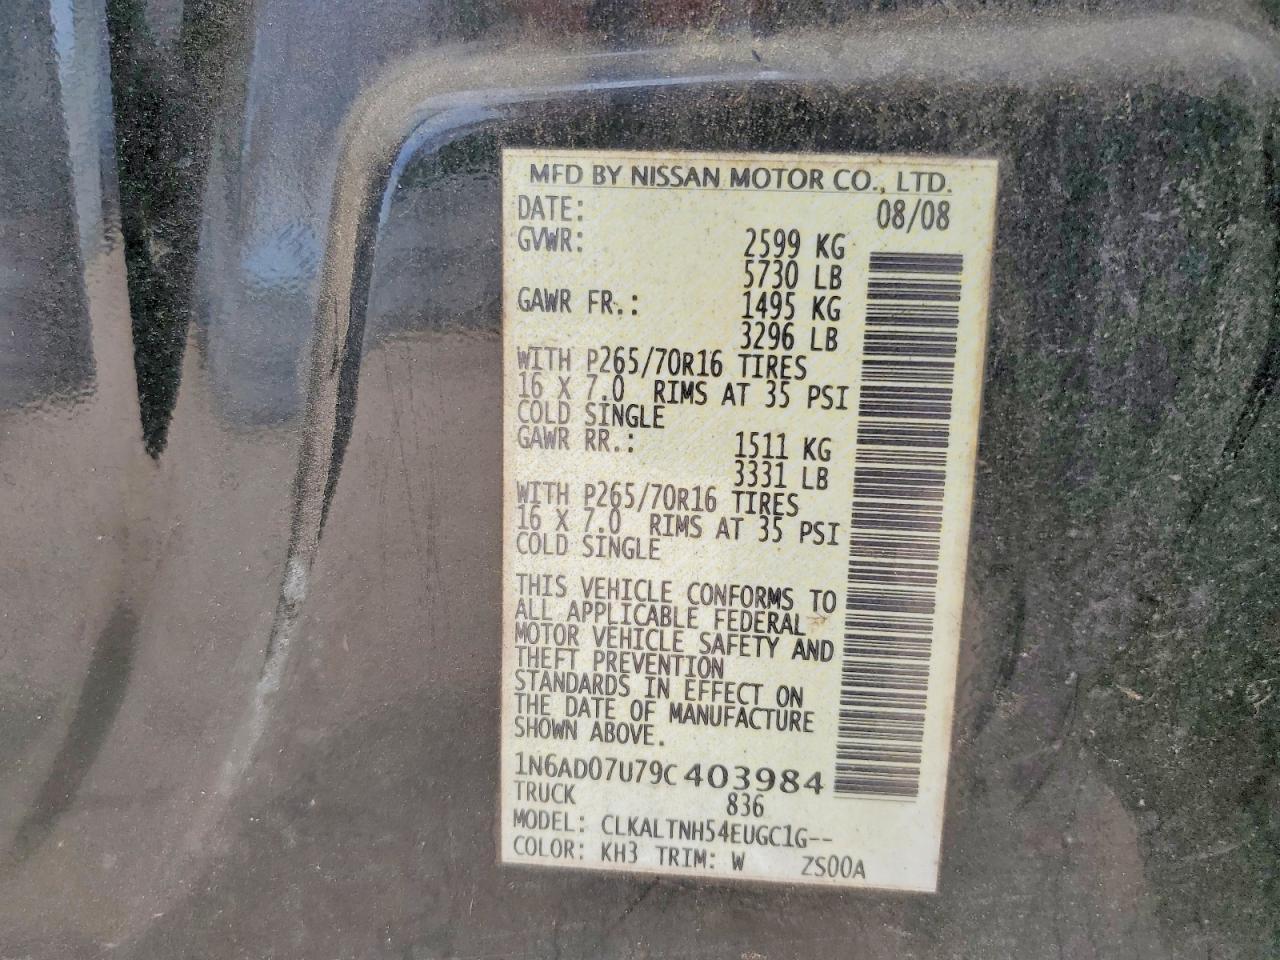 MFD BY NISSAN MOTOR CO., LTD.
DATE: 08/08
GVWR: 2599 KG
5730 LB
GAWR FR.: 1495 KG
3296 LB
WITH P265/70R16 TIRES
16 X 7.0 RIMS AT 35 PSI
COLD SINGLE
GAWR RR.: 1511 KG
3331 LB
WITH P265/70R16 TIRES
16 X 7.0 RIMS AT 35 PSI
COLD SINGLE
THIS VEHICLE CONFORMS TO
ALL APPLICABLE FEDERAL
MOTOR VEHICLE SAFETY AND
THEFT PREVENTION
STANDARDS IN EFFECT ON
THE DATE OF MANUFACTURE
SHOWN ABOVE.
1N6AD07U79C403984
TRUCK 836
MODEL: CLKALTNH54EUGC1G--
COLOR: KH3 TRIM: W ZS00A